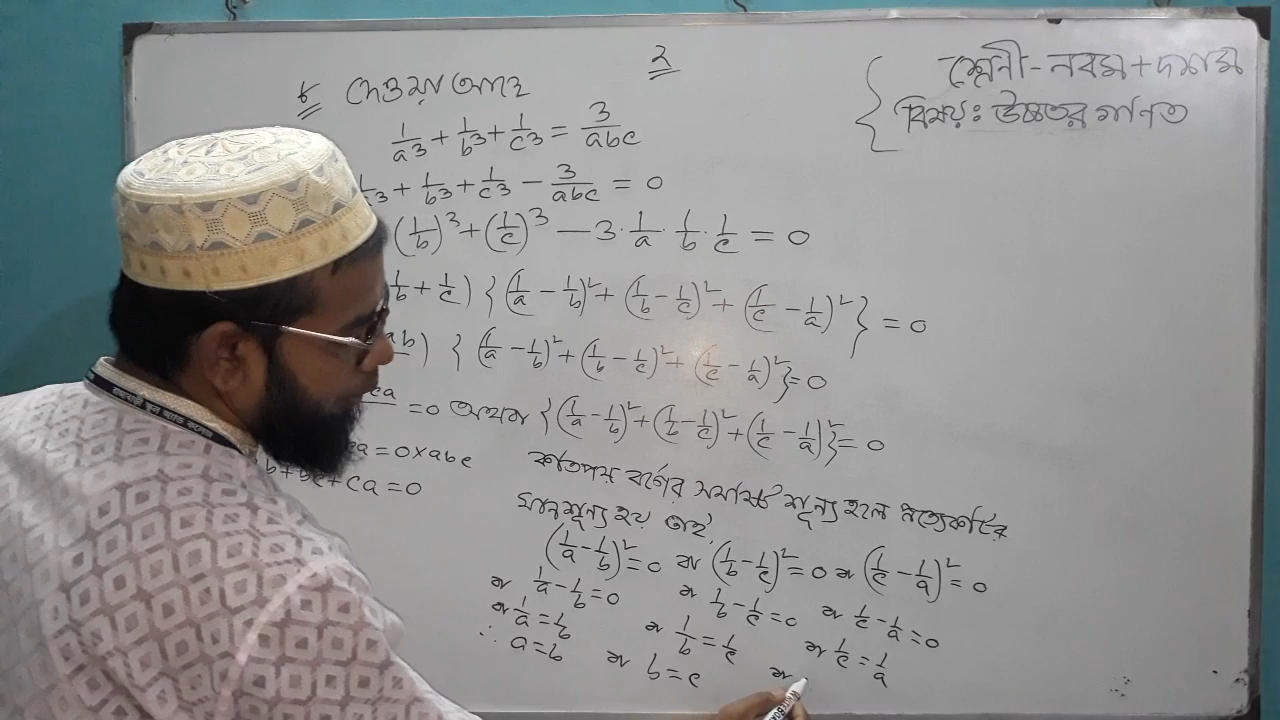 ২
শ্রেনী - নবম + দশম
বিষয়: উচ্চতর গণিত
৮ দেওয়া আছে
1/a³ + 1/b³ + 1/c³ = 3/abc
+ 1/b³ + 1/c³ - 3/abc = 0
(1/b)³ + (1/c)³ - 3 · 1/a · 1/b · 1/c = 0
1/b + 1/c) {(1/a - 1/b)² + (1/b - 1/c)² + (1/c - 1/a)²} = 0
ab) {(1/a - 1/b)² + (1/b - 1/c)² + (1/c - 1/a)²} = 0
ca = 0 অথবা {(1/a - 1/b)² + (1/b - 1/c)² + (1/c - 1/a)²} = 0
ca = 0 × abc
b + bc + ca = 0
কতিপয় বর্গের সমষ্টি শূন্য হলে প্রত্যেকটির
মান শূন্য হয় তাই,
(1/a - 1/b)² = 0 বা (1/b - 1/c)² = 0 বা (1/c - 1/a)² = 0
বা 1/a - 1/b = 0 বা 1/b - 1/c = 0 বা 1/c - 1/a = 0
বা 1/a = 1/b বা 1/b = 1/c বা 1/c = 1/a
∴ a = b বা b = c বা